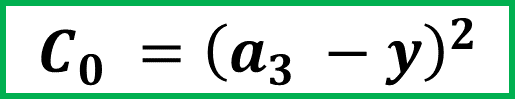 C₀ = (a₃ − y)²